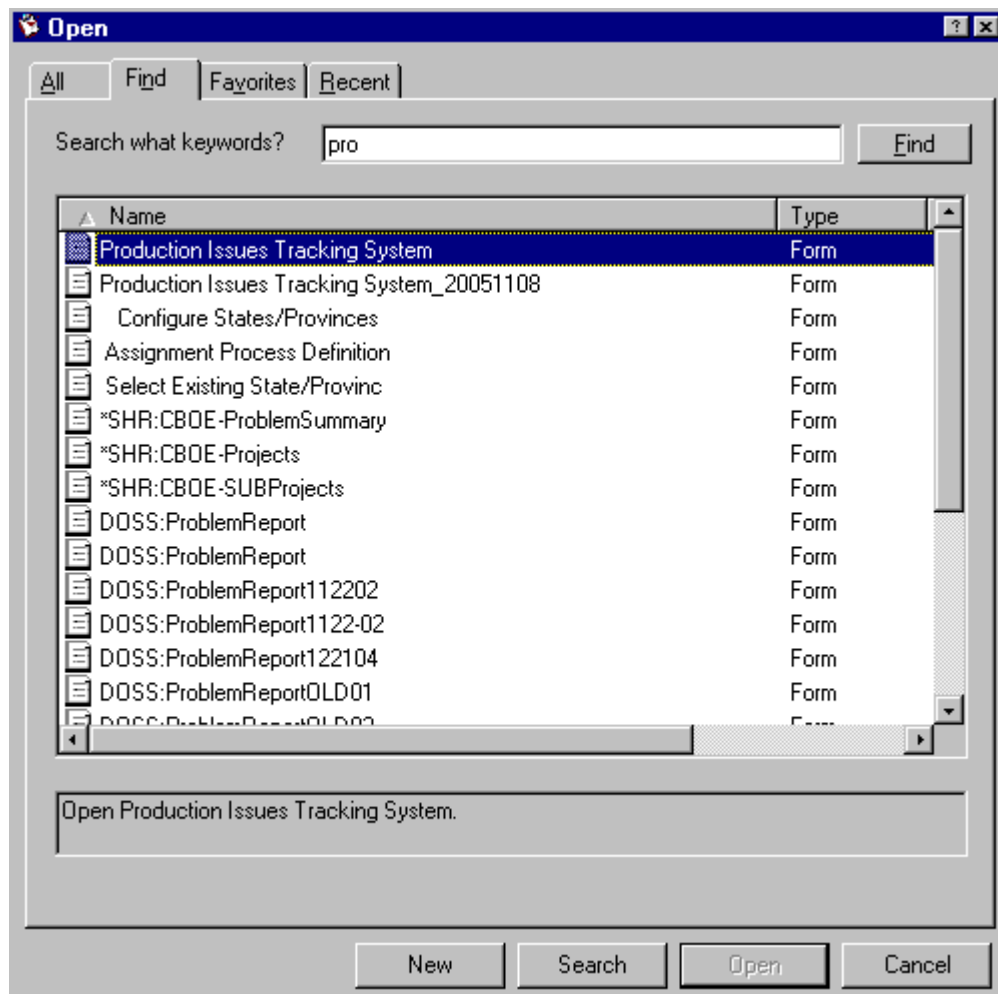 Open
All Find Favorites Recent
Search what keywords? pro Find
Name Type
Production Issues Tracking System Form
Production Issues Tracking System_20051108 Form
Configure States/Provinces Form
Assignment Process Definition Form
Select Existing State/Provinc Form
*SHR:CBOE-ProblemSummary Form
*SHR:CBOE-Projects Form
*SHR:CBOE-SUBProjects Form
DOSS:ProblemReport Form
DOSS:ProblemReport Form
DOSS:ProblemReport112202 Form
DOSS:ProblemReport1122-02 Form
DOSS:ProblemReport122104 Form
DOSS:ProblemReportOLD01 Form
Open Production Issues Tracking System.
New Search Open Cancel